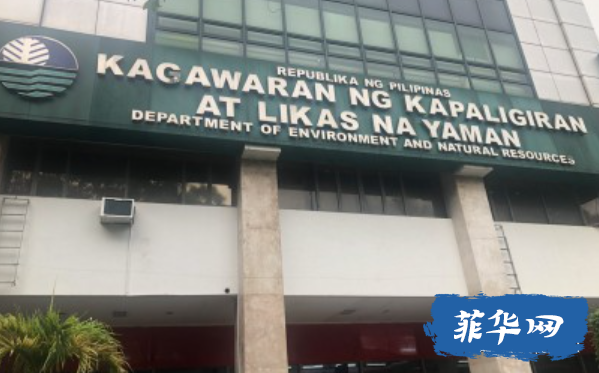 REPUBLIKA NG PILIPINAS
KAGAWARAN NG KAPALIGIRAN
AT LIKAS NA YAMAN
DEPARTMENT OF ENVIRONMENT AND NATURAL RESOURCES
菲华网